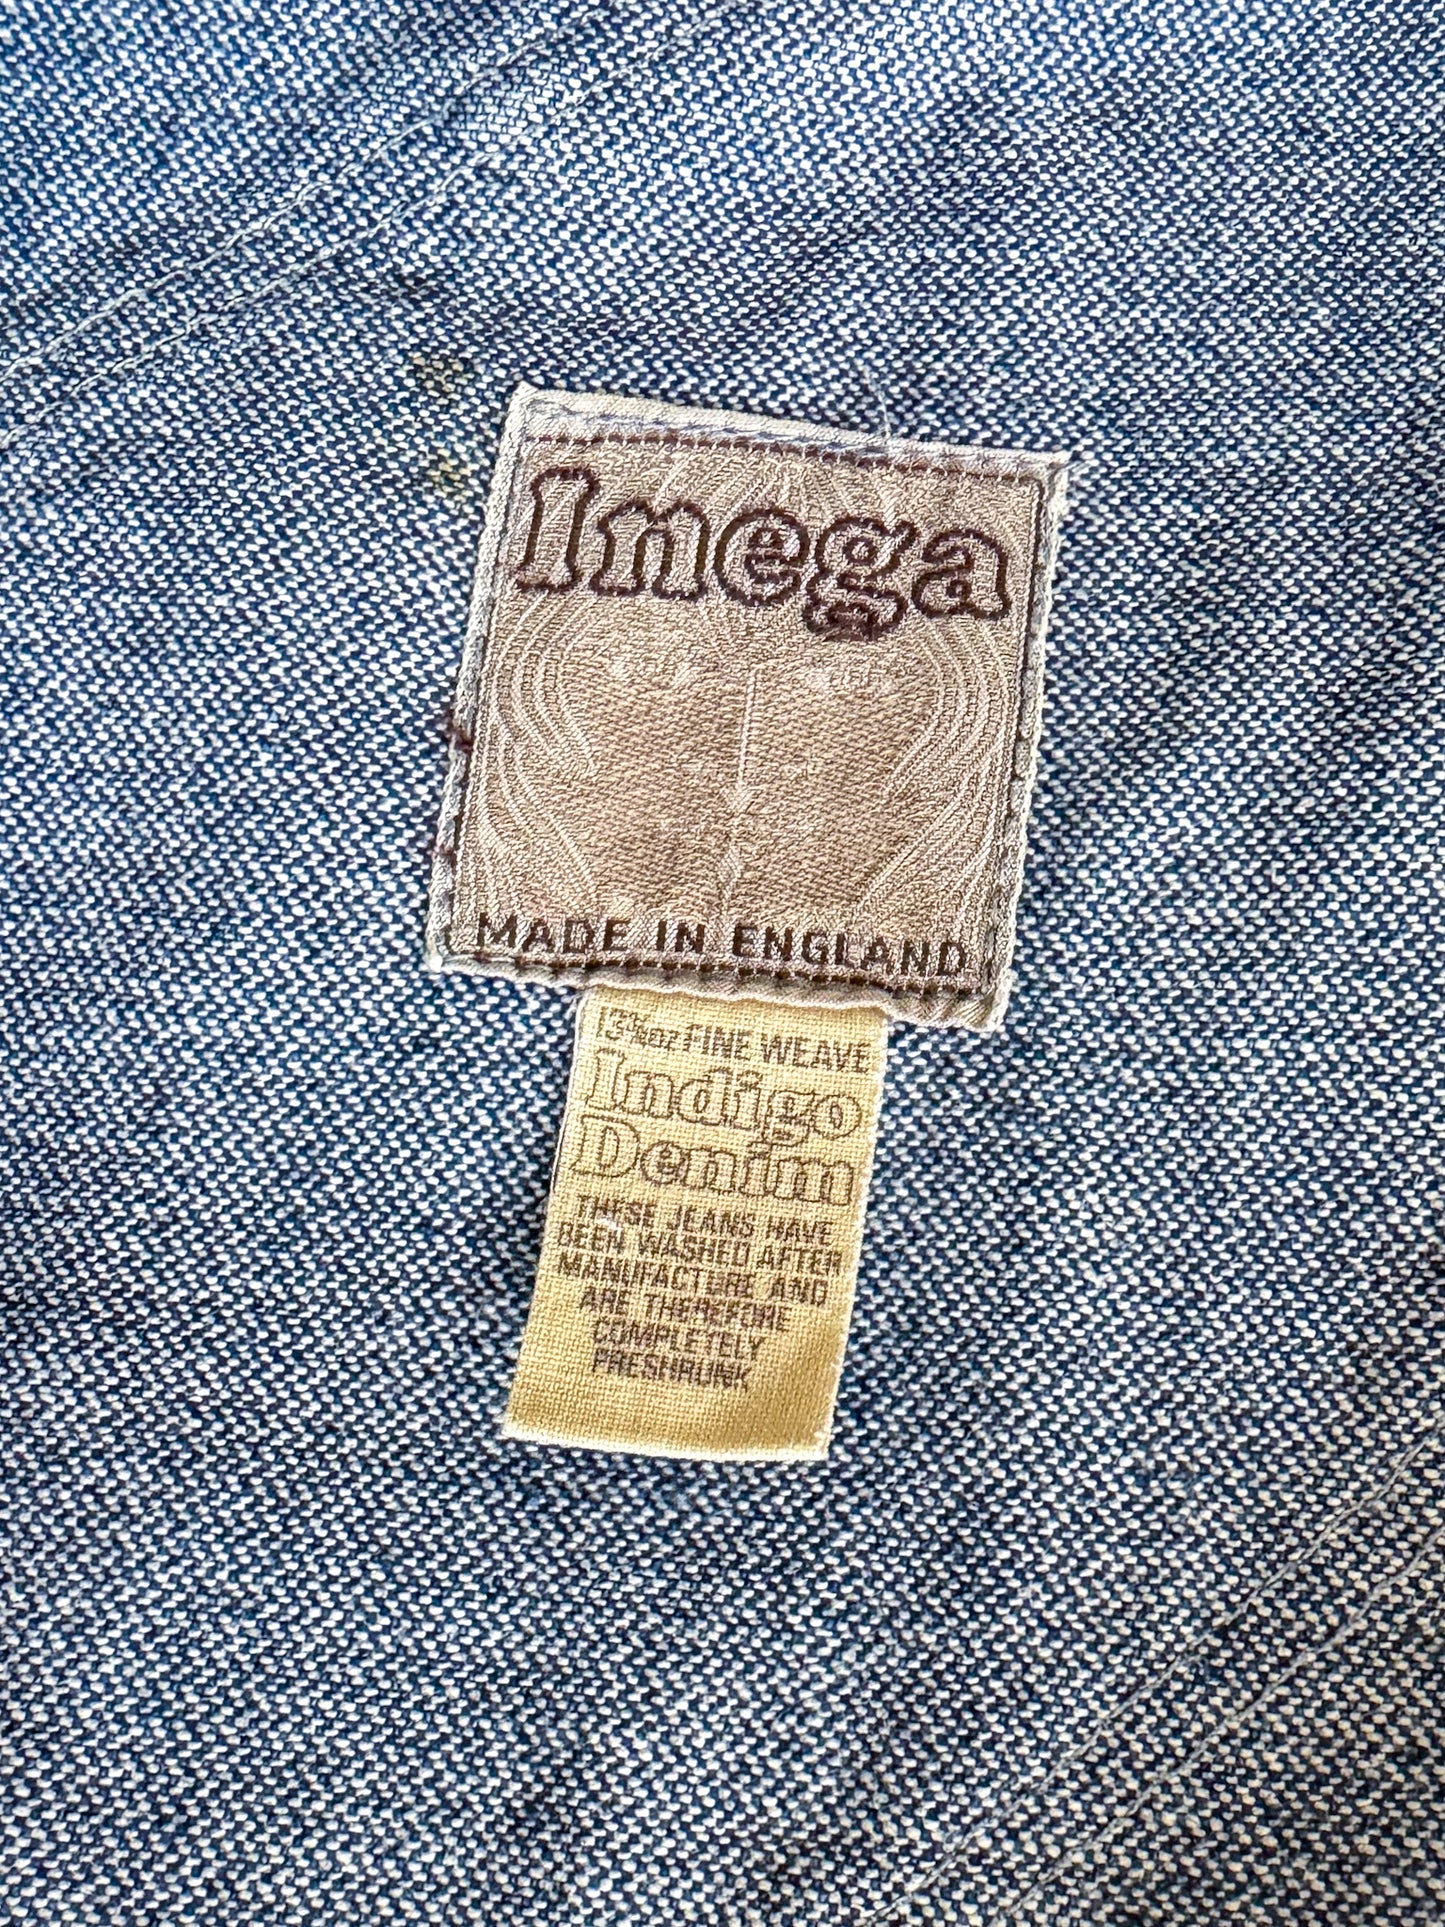 Inega
MADE IN ENGLAND
13¾oz FINE WEAVE
Indigo
Denim
THESE JEANS HAVE
BEEN WASHED AFTER
MANUFACTURE AND
ARE THEREFORE
COMPLETELY
PRESHRUNK